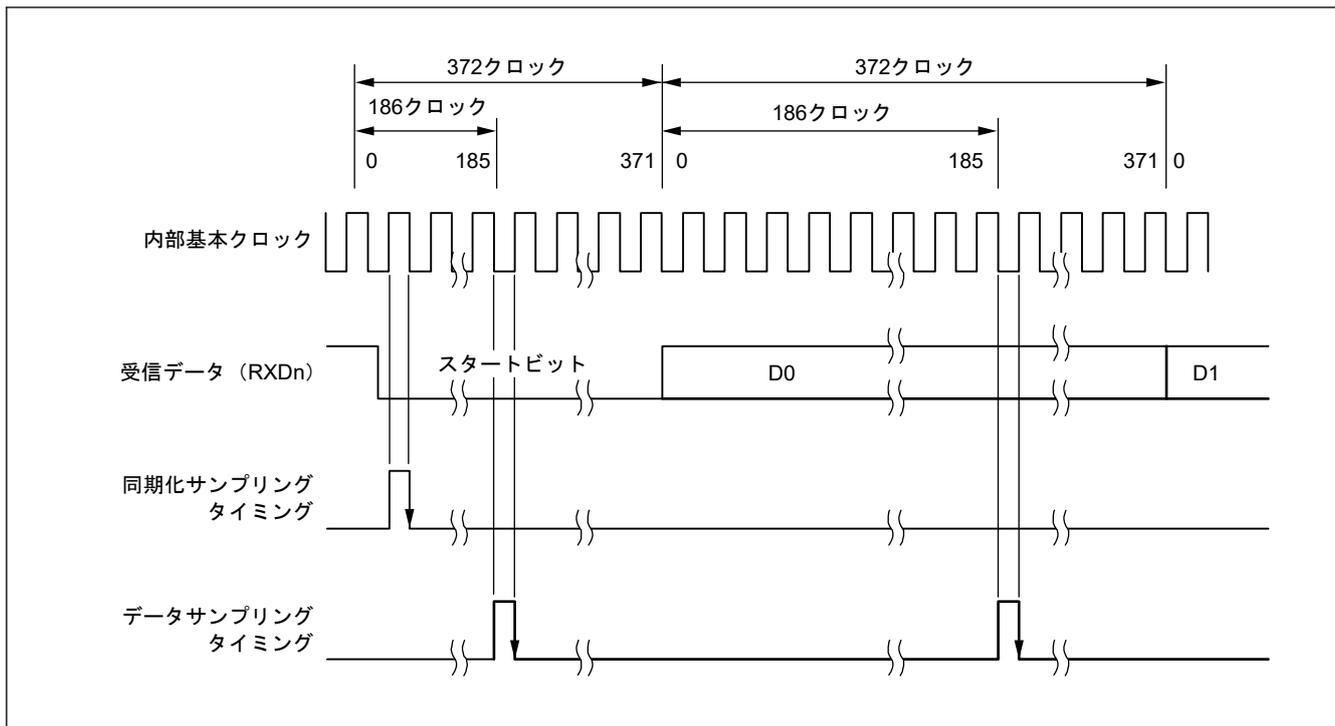 372クロック 372クロック
186クロック 186クロック
0 185 371 0 185 371 0
内部基本クロック
受信データ（RXDn） スタートビット D0 D1
同期化サンプリング
タイミング
データサンプリング
タイミング